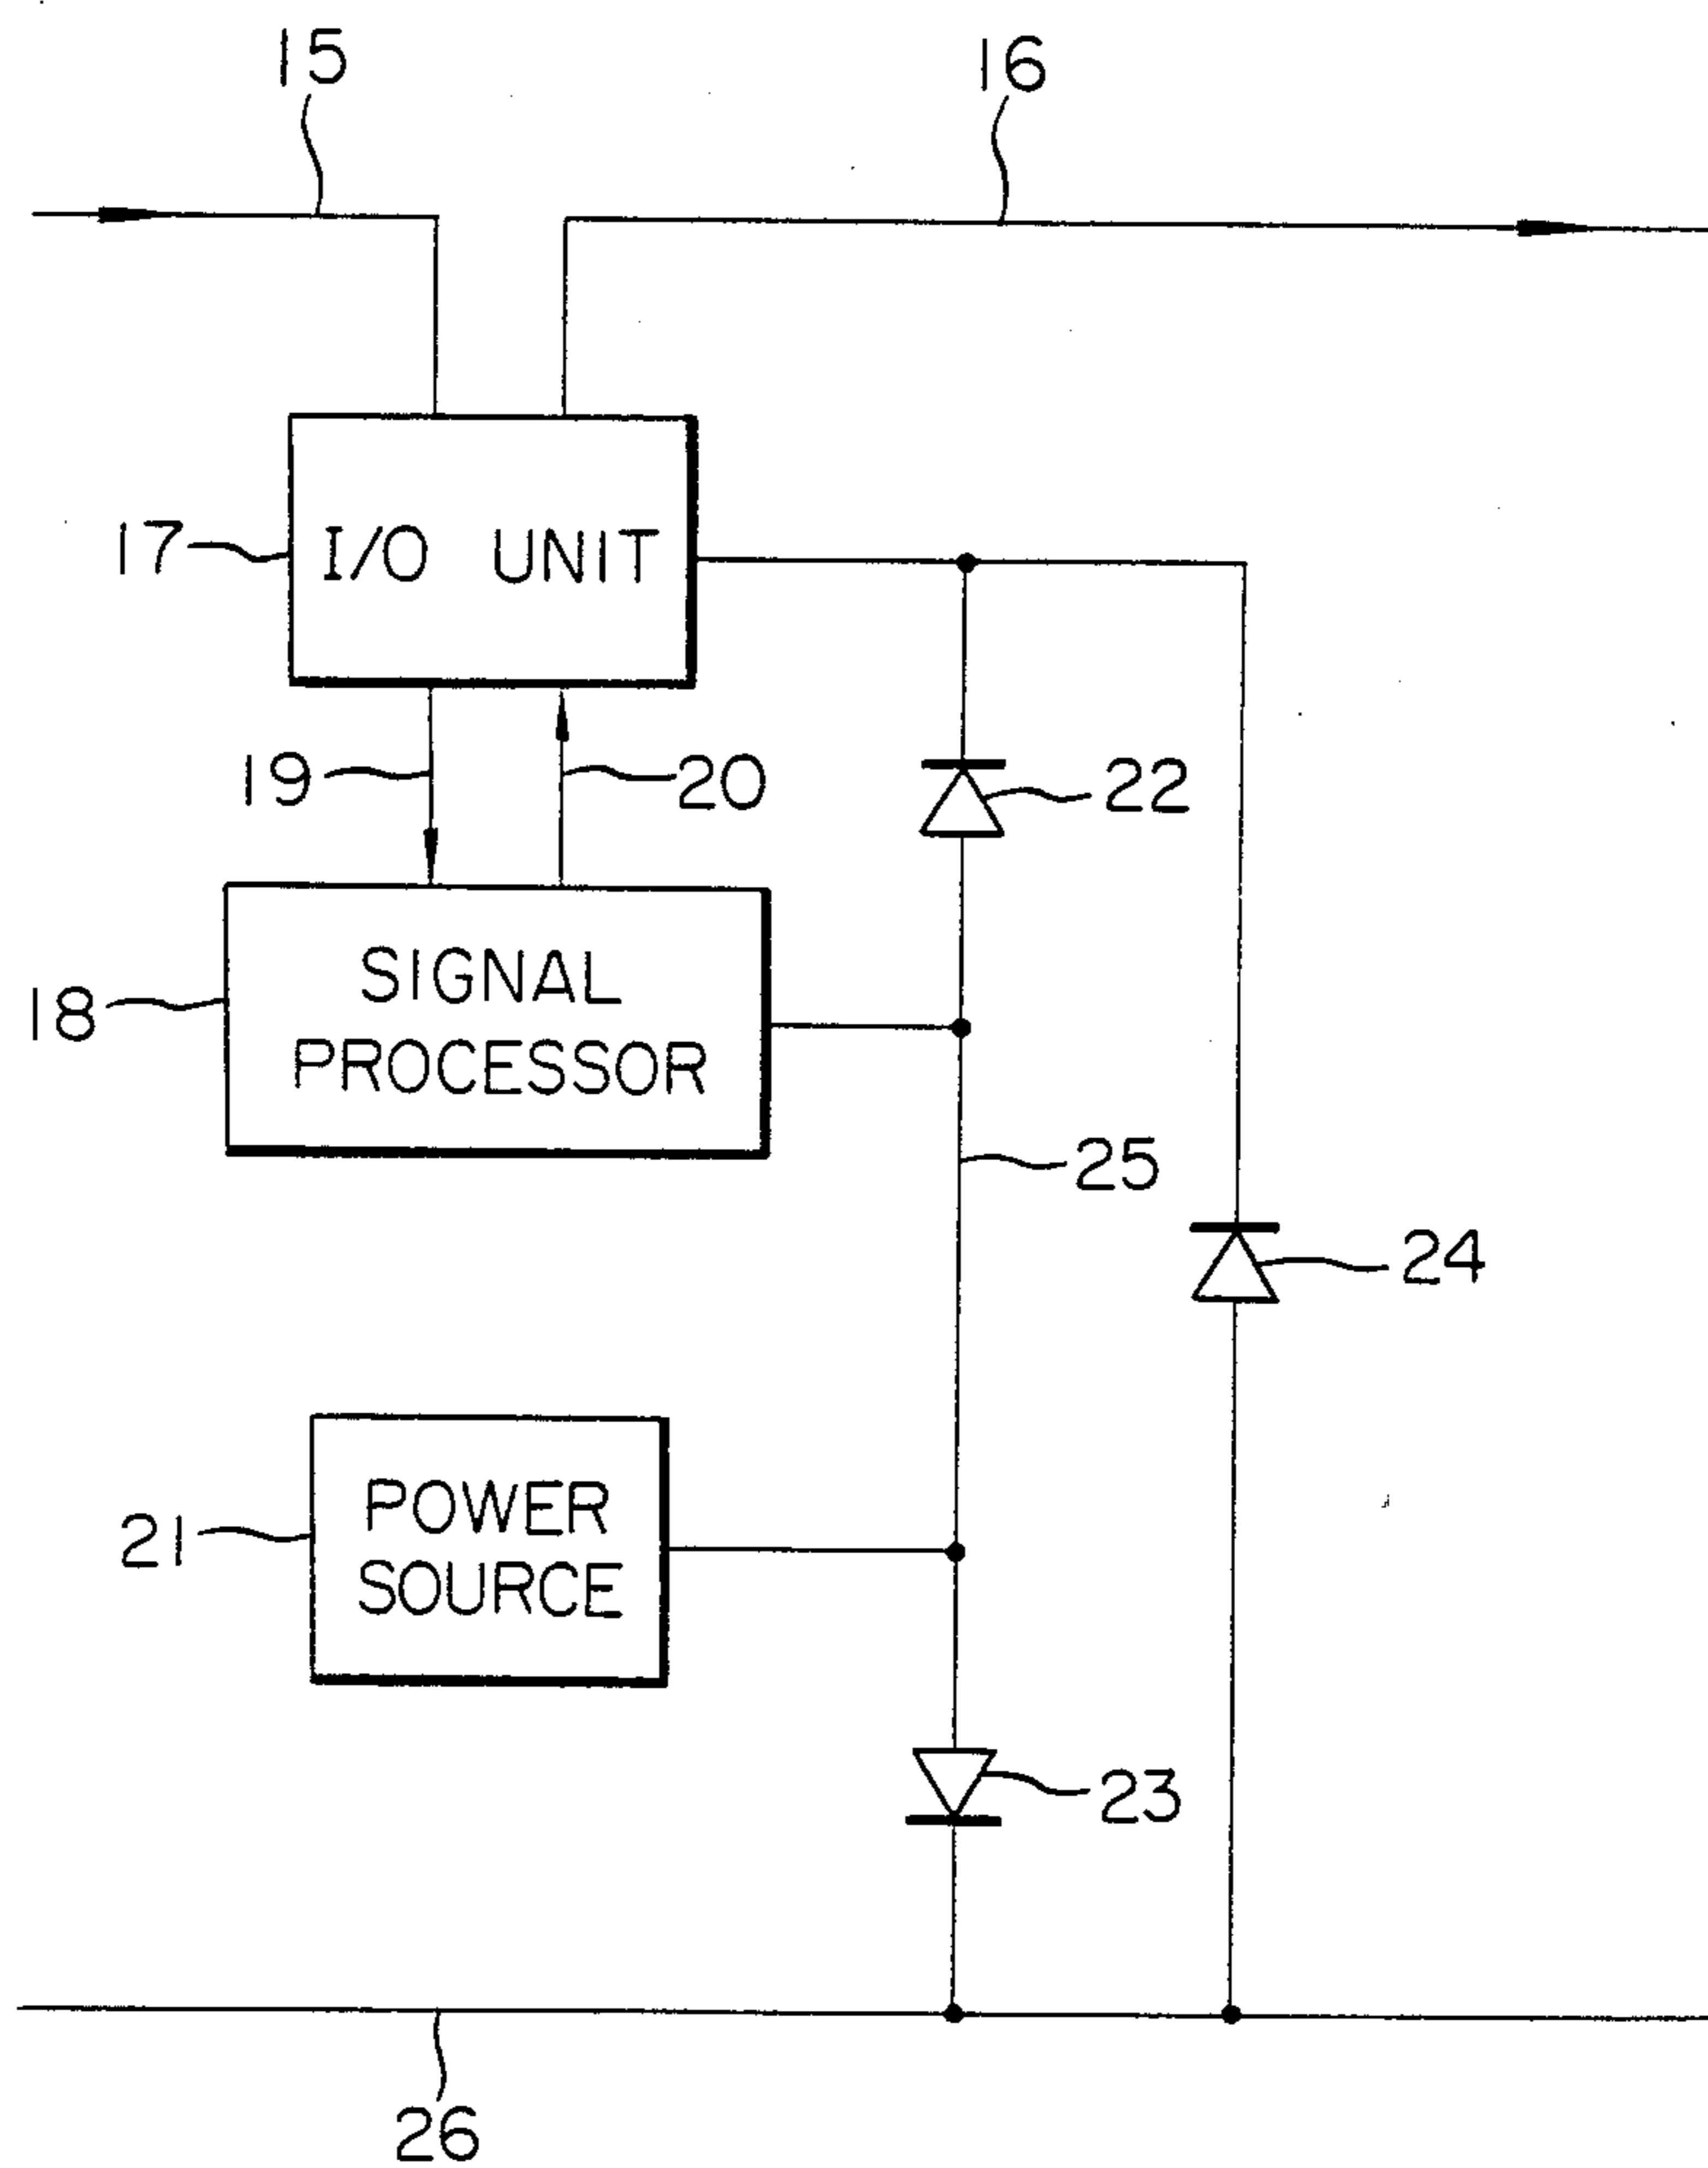 15
16
17
I/O UNIT
19
20
22
18
SIGNAL
PROCESSOR
25
24
21
POWER
SOURCE
23
26